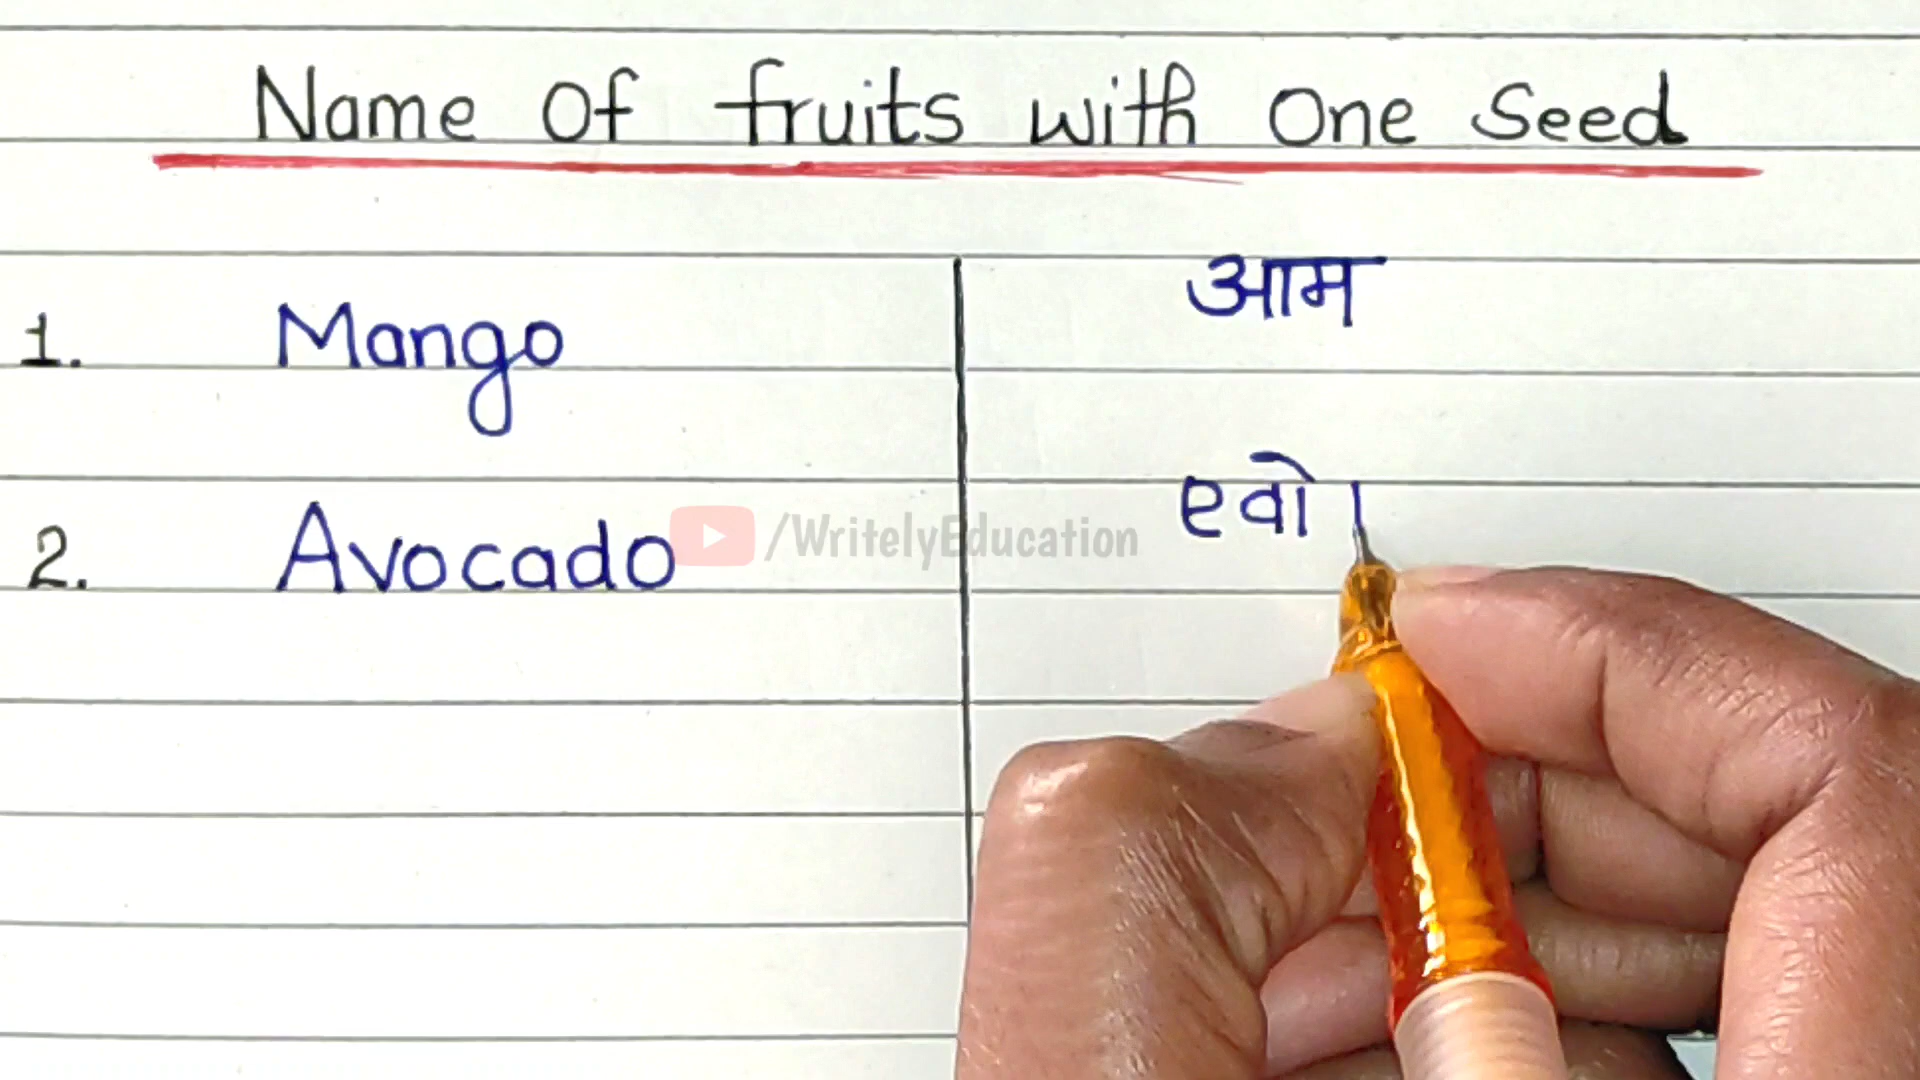 Name Of fruits with One Seed
1. Mango आम
2. Avocado एवो
/WritelyEducation